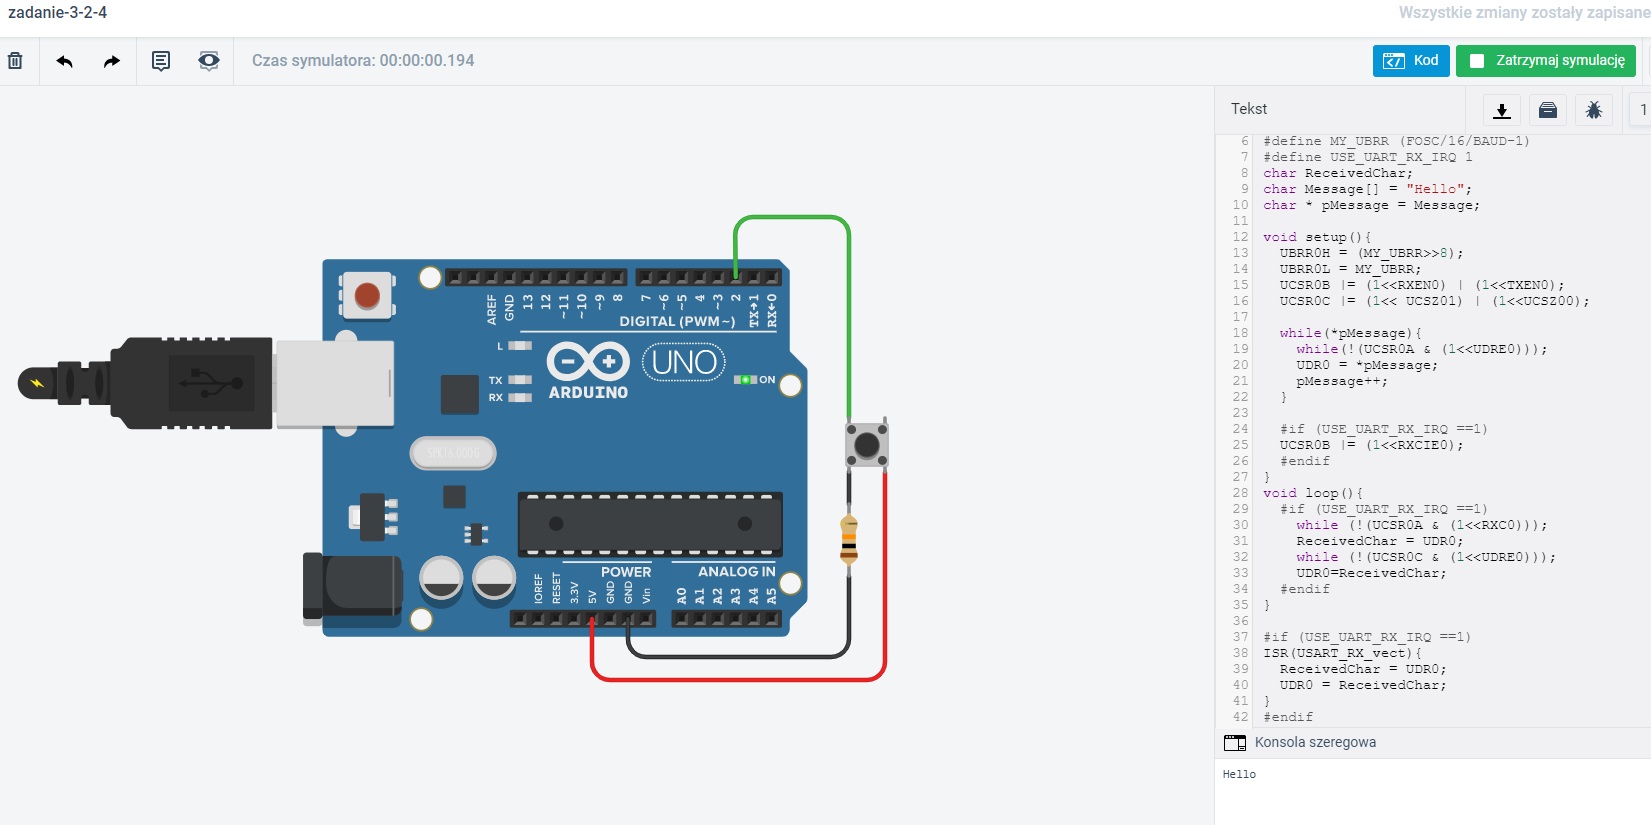 zadanie-3-2-4
Wszystkie zmiany zostały zapisane
Czas symulatora: 00:00:00.194
Kod
Zatrzymaj symulację
Tekst
1
6 #define MY_UBRR (FOSC/16/BAUD-1)
7 #define USE_UART_RX_IRQ 1
8 char ReceivedChar;
9 char Message[] = "Hello";
10 char * pMessage = Message;
11
12 void setup(){
13 UBRR0H = (MY_UBRR>>8);
14 UBRR0L = MY_UBRR;
15 UCSR0B |= (1<<RXEN0) | (1<<TXEN0);
16 UCSR0C |= (1<< UCSZ01) | (1<<UCSZ00);
17
18 while(*pMessage){
19 while(!(UCSR0A & (1<<UDRE0)));
20 UDR0 = *pMessage;
21 pMessage++;
22 }
23
24 #if (USE_UART_RX_IRQ ==1)
25 UCSR0B |= (1<<RXCIE0);
26 #endif
27 }
28 void loop(){
29 #if (USE_UART_RX_IRQ ==1)
30 while (!(UCSR0A & (1<<RXC0)));
31 ReceivedChar = UDR0;
32 while (!(UCSR0C & (1<<UDRE0)));
33 UDR0=ReceivedChar;
34 #endif
35 }
36
37 #if (USE_UART_RX_IRQ ==1)
38 ISR(USART_RX_vect){
39 ReceivedChar = UDR0;
40 UDR0 = ReceivedChar;
41 }
42 #endif
Konsola szeregowa
Hello
AREF
GND
13
12
~11
~10
~9
8
7
~6
~5
4
~3
2
TX→1
RX←0
DIGITAL (PWM~)
L
TX
RX
UNO
ARDUINO
ON
SPK16.000G
POWER
ANALOG IN
IOREF
RESET
3.3V
5V
GND
GND
Vin
A0
A1
A2
A3
A4
A5